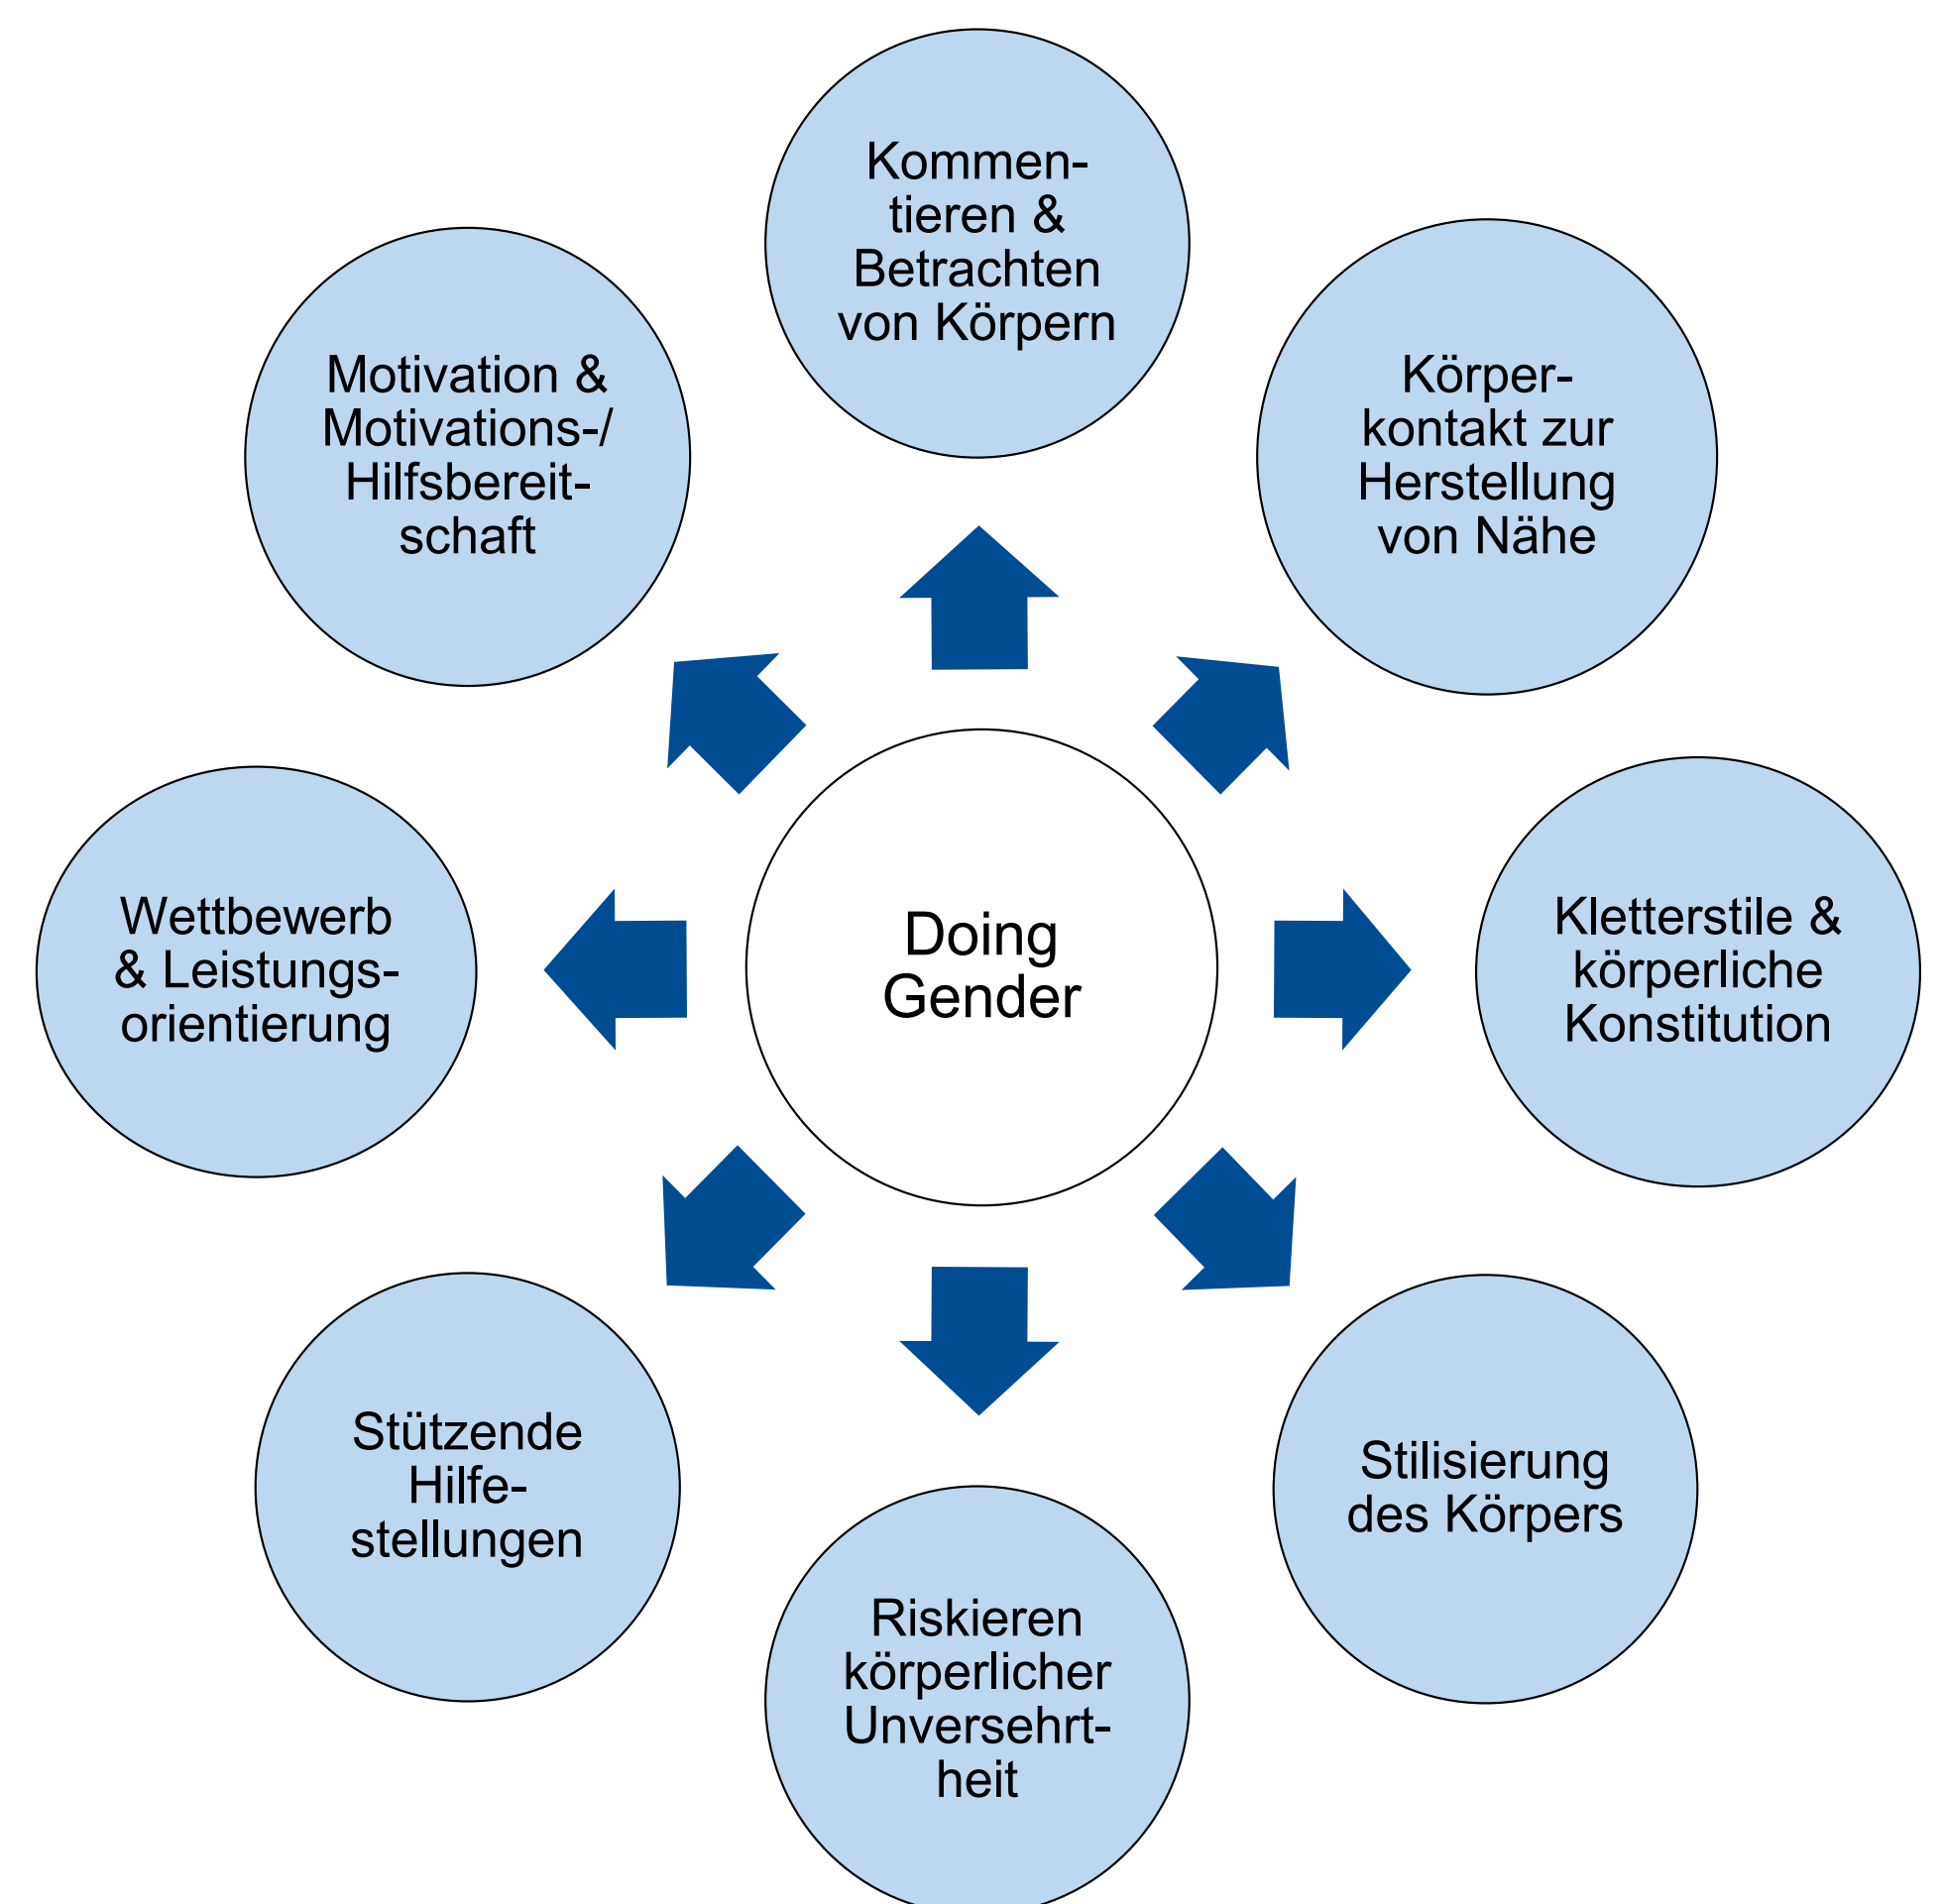 Kommen-
tieren &
Betrachten
von Körpern
Körper-
kontakt zur
Herstellung
von Nähe
Kletterstile &
körperliche
Konstitution
Stilisierung
des Körpers
Riskieren
körperlicher
Unversehrt-
heit
Stützende
Hilfe-
stellungen
Wettbewerb
& Leistungs-
orientierung
Motivation &
Motivations-/
Hilfsbereit-
schaft
Doing
Gender